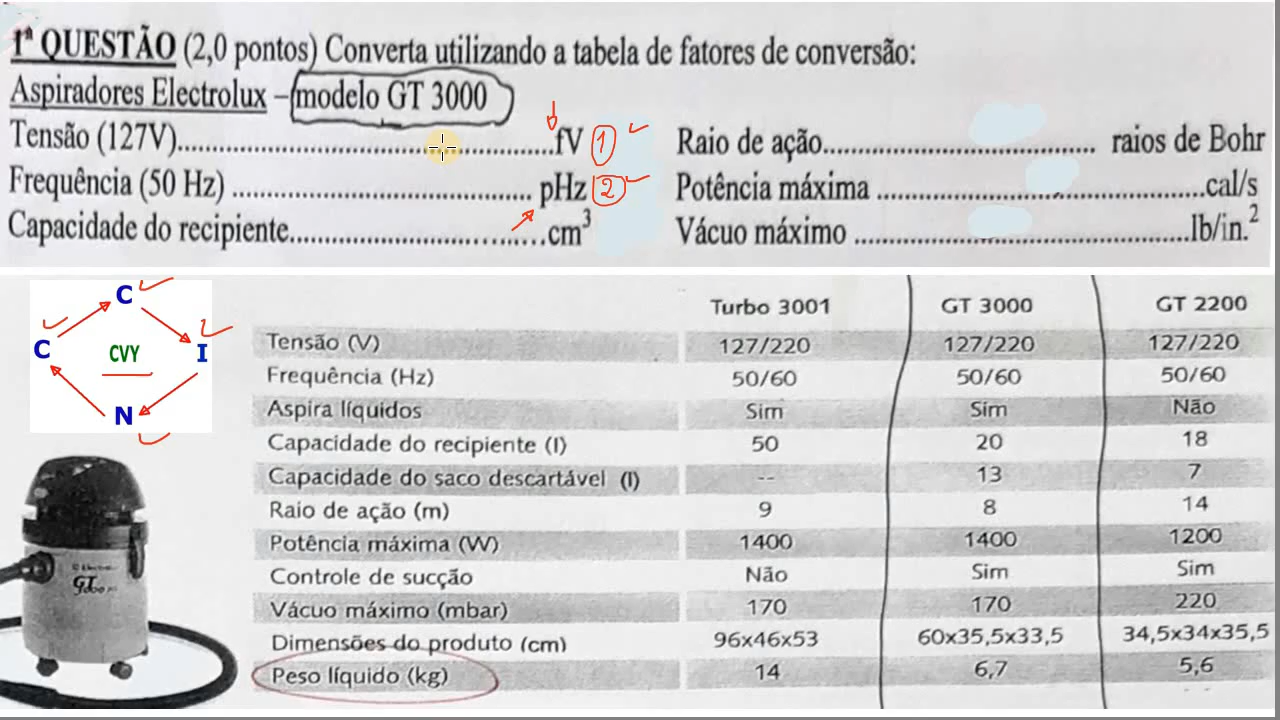 1ª QUESTÃO (2,0 pontos) Converta utilizando a tabela de fatores de conversão:
Aspiradores Electrolux – modelo GT 3000
Tensão (127V)..........fV 1 Raio de ação.......... raios de Bohr
Frequência (50 Hz) .......... pHz 2 Potência máxima ..........cal/s
Capacidade do recipiente..........cm³ Vácuo máximo ..........lb/in.²
C
C CVY I
N
Turbo 3001 GT 3000 GT 2200
Tensão (V) 127/220 127/220 127/220
Frequência (Hz) 50/60 50/60 50/60
Aspira líquidos Sim Sim Não
Capacidade do recipiente (l) 50 20 18
Capacidade do saco descartável (l) -- 13 7
Raio de ação (m) 9 8 14
Potência máxima (W) 1400 1400 1200
Controle de sucção Não Sim Sim
Vácuo máximo (mbar) 170 170 220
Dimensões do produto (cm) 96x46x53 60x35,5x33,5 34,5x34x35,5
Peso líquido (kg) 14 6,7 5,6
GT